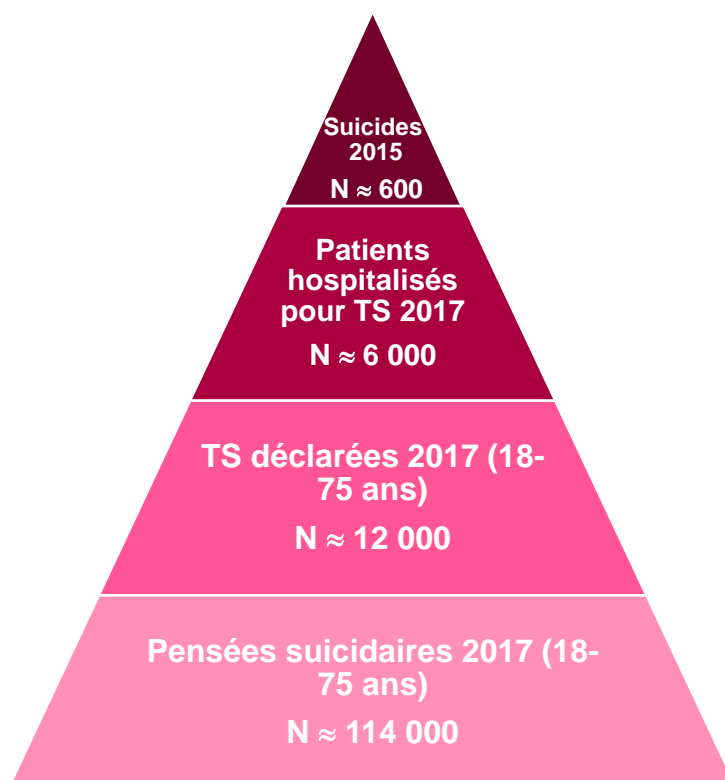 Suicides
2015
N ≈ 600
Patients
hospitalisés
pour TS 2017
N ≈ 6 000
TS déclarées 2017 (18-
75 ans)
N ≈ 12 000
Pensées suicidaires 2017 (18-
75 ans)
N ≈ 114 000